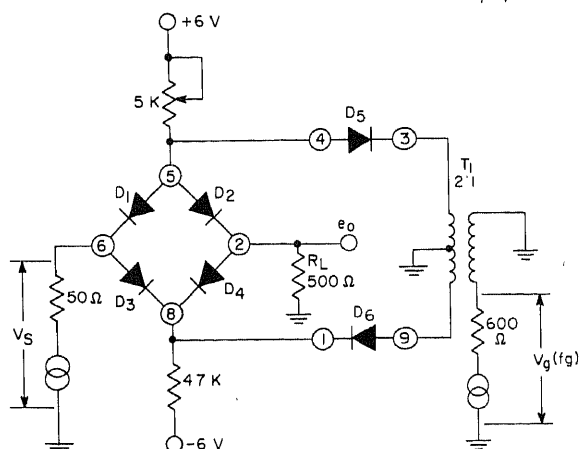 +6 V
5 K
D5
4
3
T1
2:1
5
D1
D2
6
2
eo
RL
500 Ω
50 Ω
D3
D4
8
D6
1
9
VS
600
Ω
Vg(fg)
47 K
-6 V